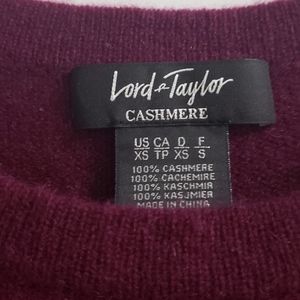 Lord & Taylor
CASHMERE
US CA D F
XS TP XS S
100% CASHMERE
100% CACHEMIRE
100% KASCHMIR
100% KASJMIER
MADE IN CHINA